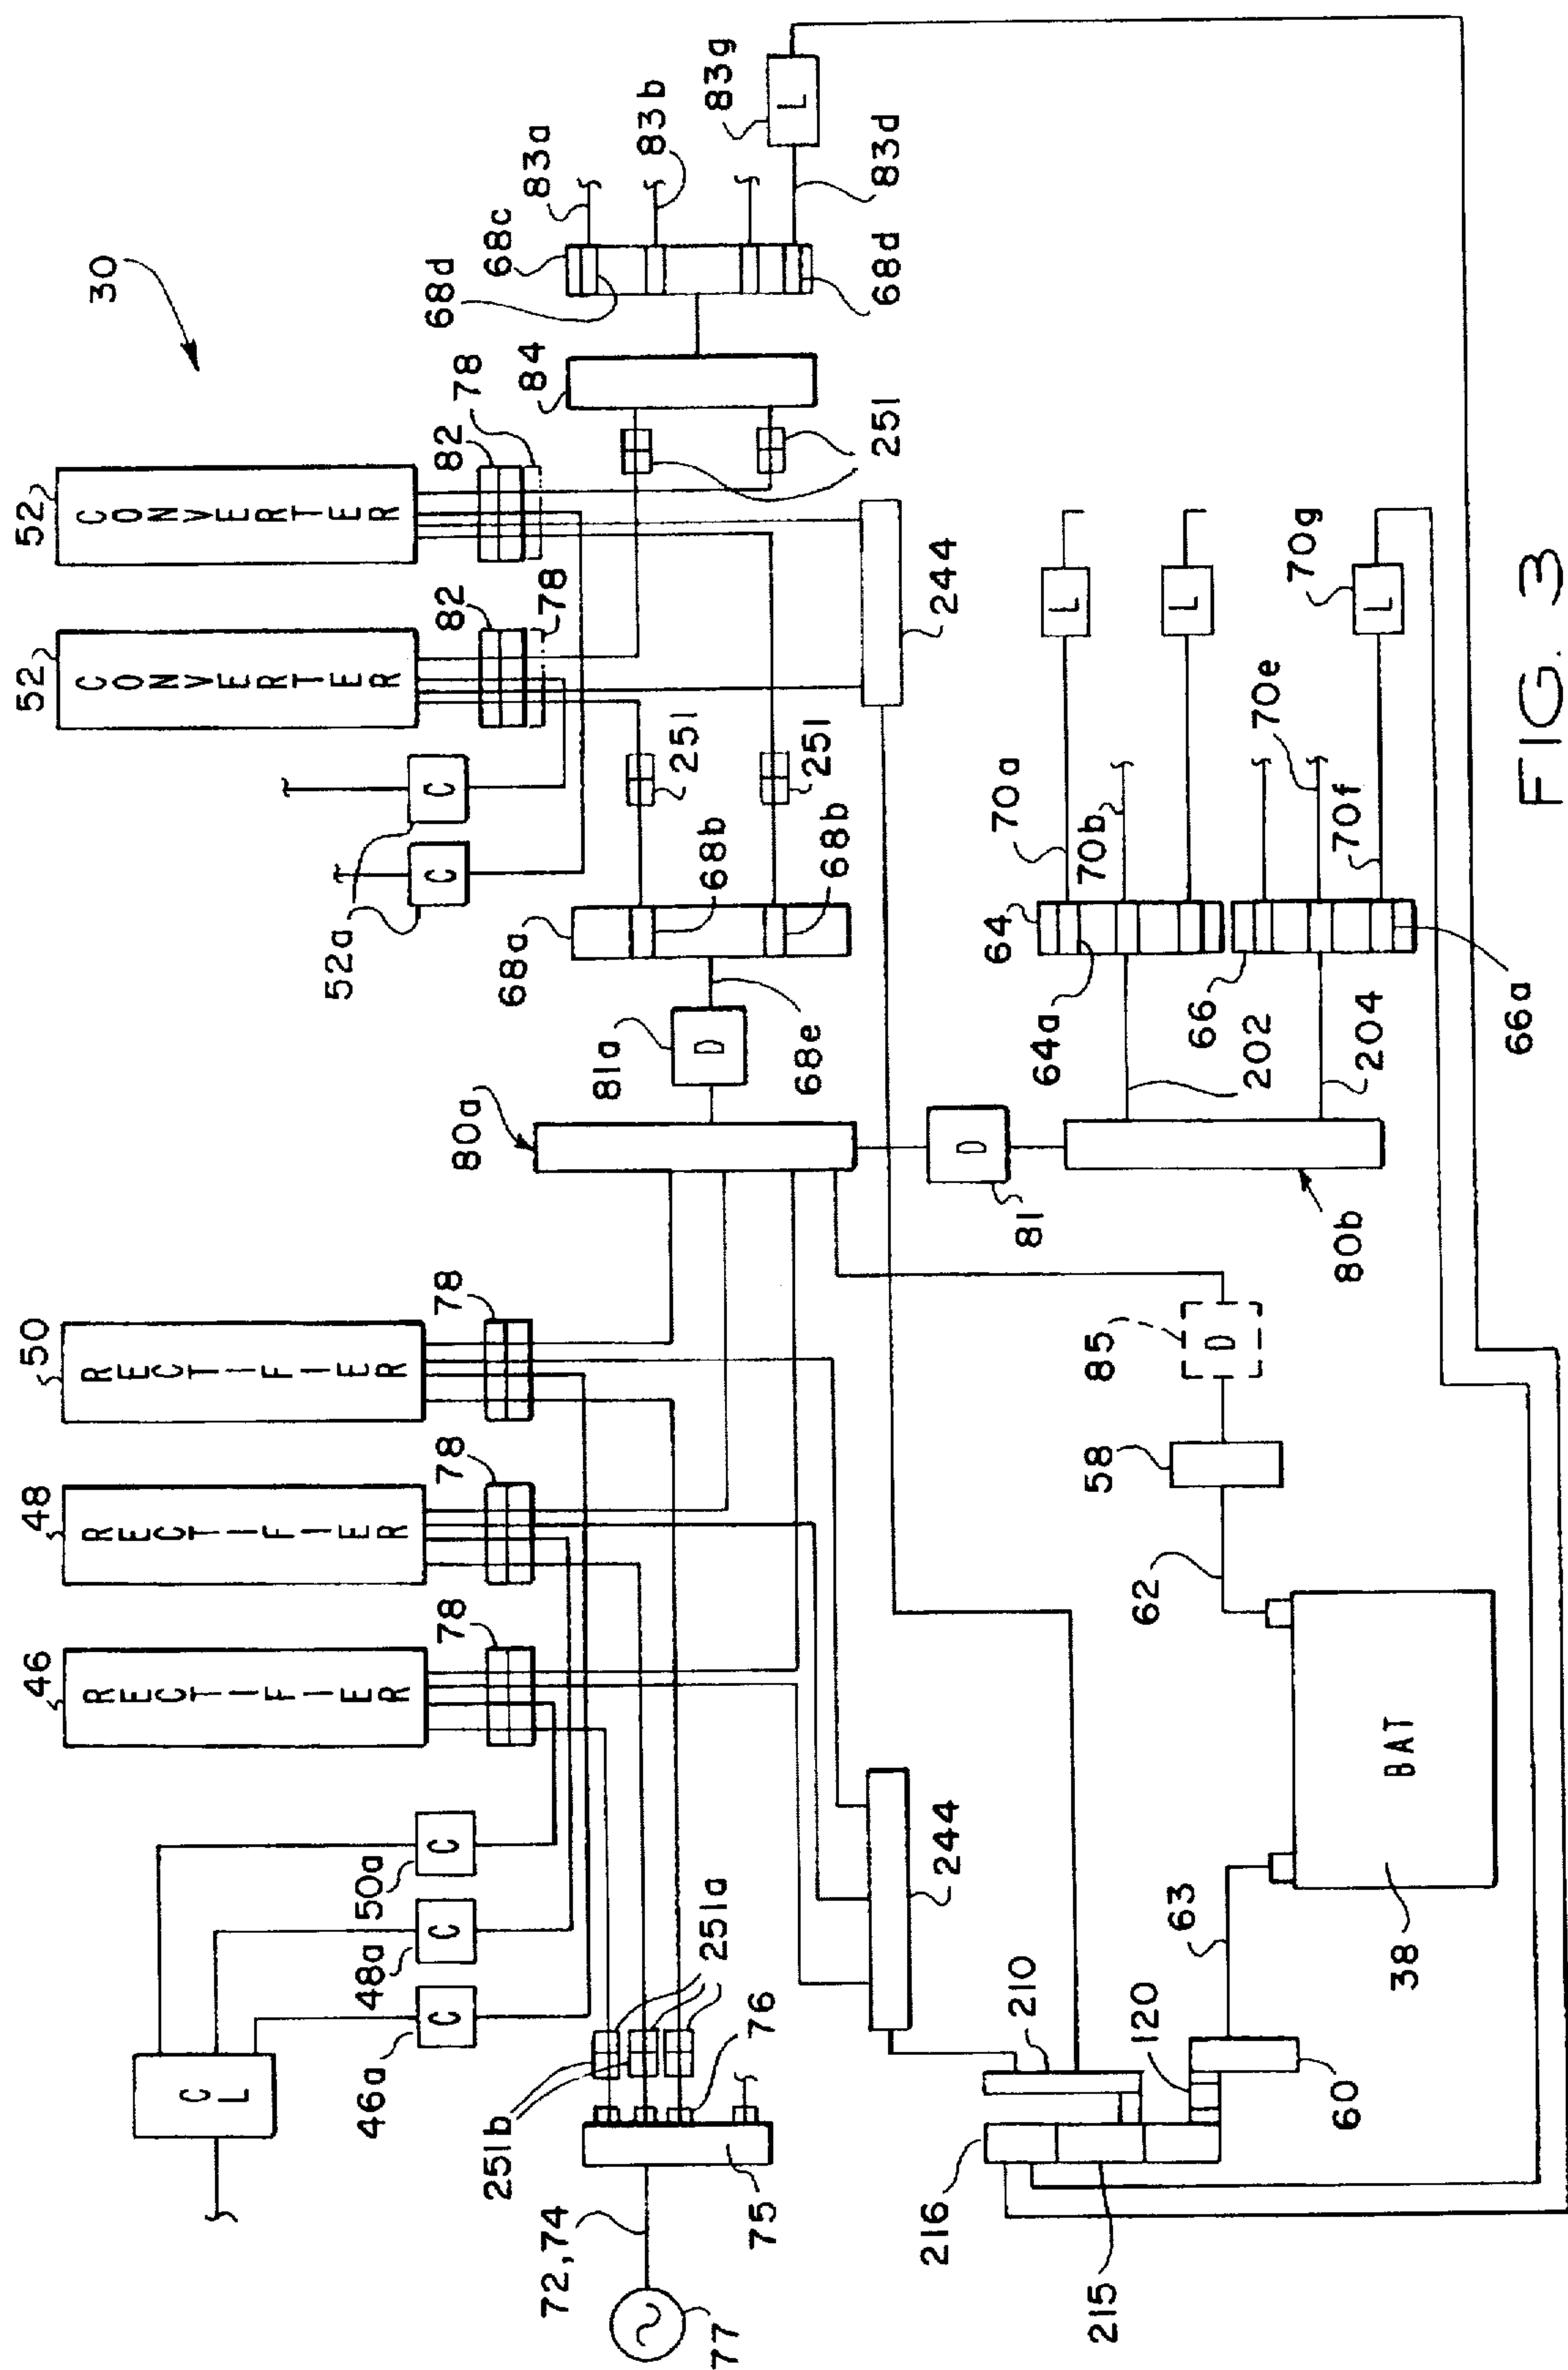 30
52
CONVERTER
52
CONVERTER
50
RECTIFIER
48
RECTIFIER
46
RECTIFIER
82
78
82
78
78
78
78
C
C
52a
C
50a
C
48a
C
46a
CL
83a
83b
83g
L
83d
68c
68d
68d
84
251
251
251
68a
68b
68b
68e
81a
D
80a
244
244
251a
251b
76
75
72,74
77
81
D
80b
70a
L
70b
L
70e
70f
70g
L
64
64a
66
66a
202
204
85
D
58
62
BAT
38
63
60
120
210
216
215
FIG. 3